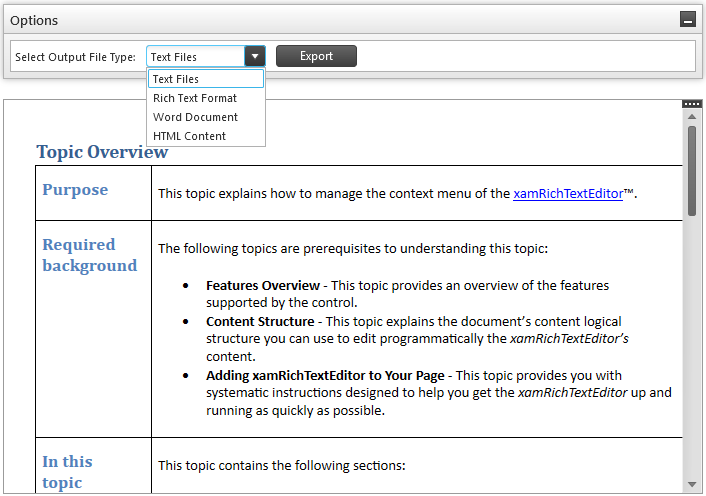 Options
Select Output File Type: Text Files Export
Text Files
Rich Text Format
Word Document
HTML Content
Topic Overview
Purpose
This topic explains how to manage the context menu of the xamRichTextEditor™.
Required
background
The following topics are prerequisites to understanding this topic:
• Features Overview - This topic provides an overview of the features
supported by the control.
• Content Structure - This topic explains the document’s content logical
structure you can use to edit programmatically the xamRichTextEditor’s
content.
• Adding xamRichTextEditor to Your Page - This topic provides you with
systematic instructions designed to help you get the xamRichTextEditor up and
running as quickly as possible.
In this
topic
This topic contains the following sections: